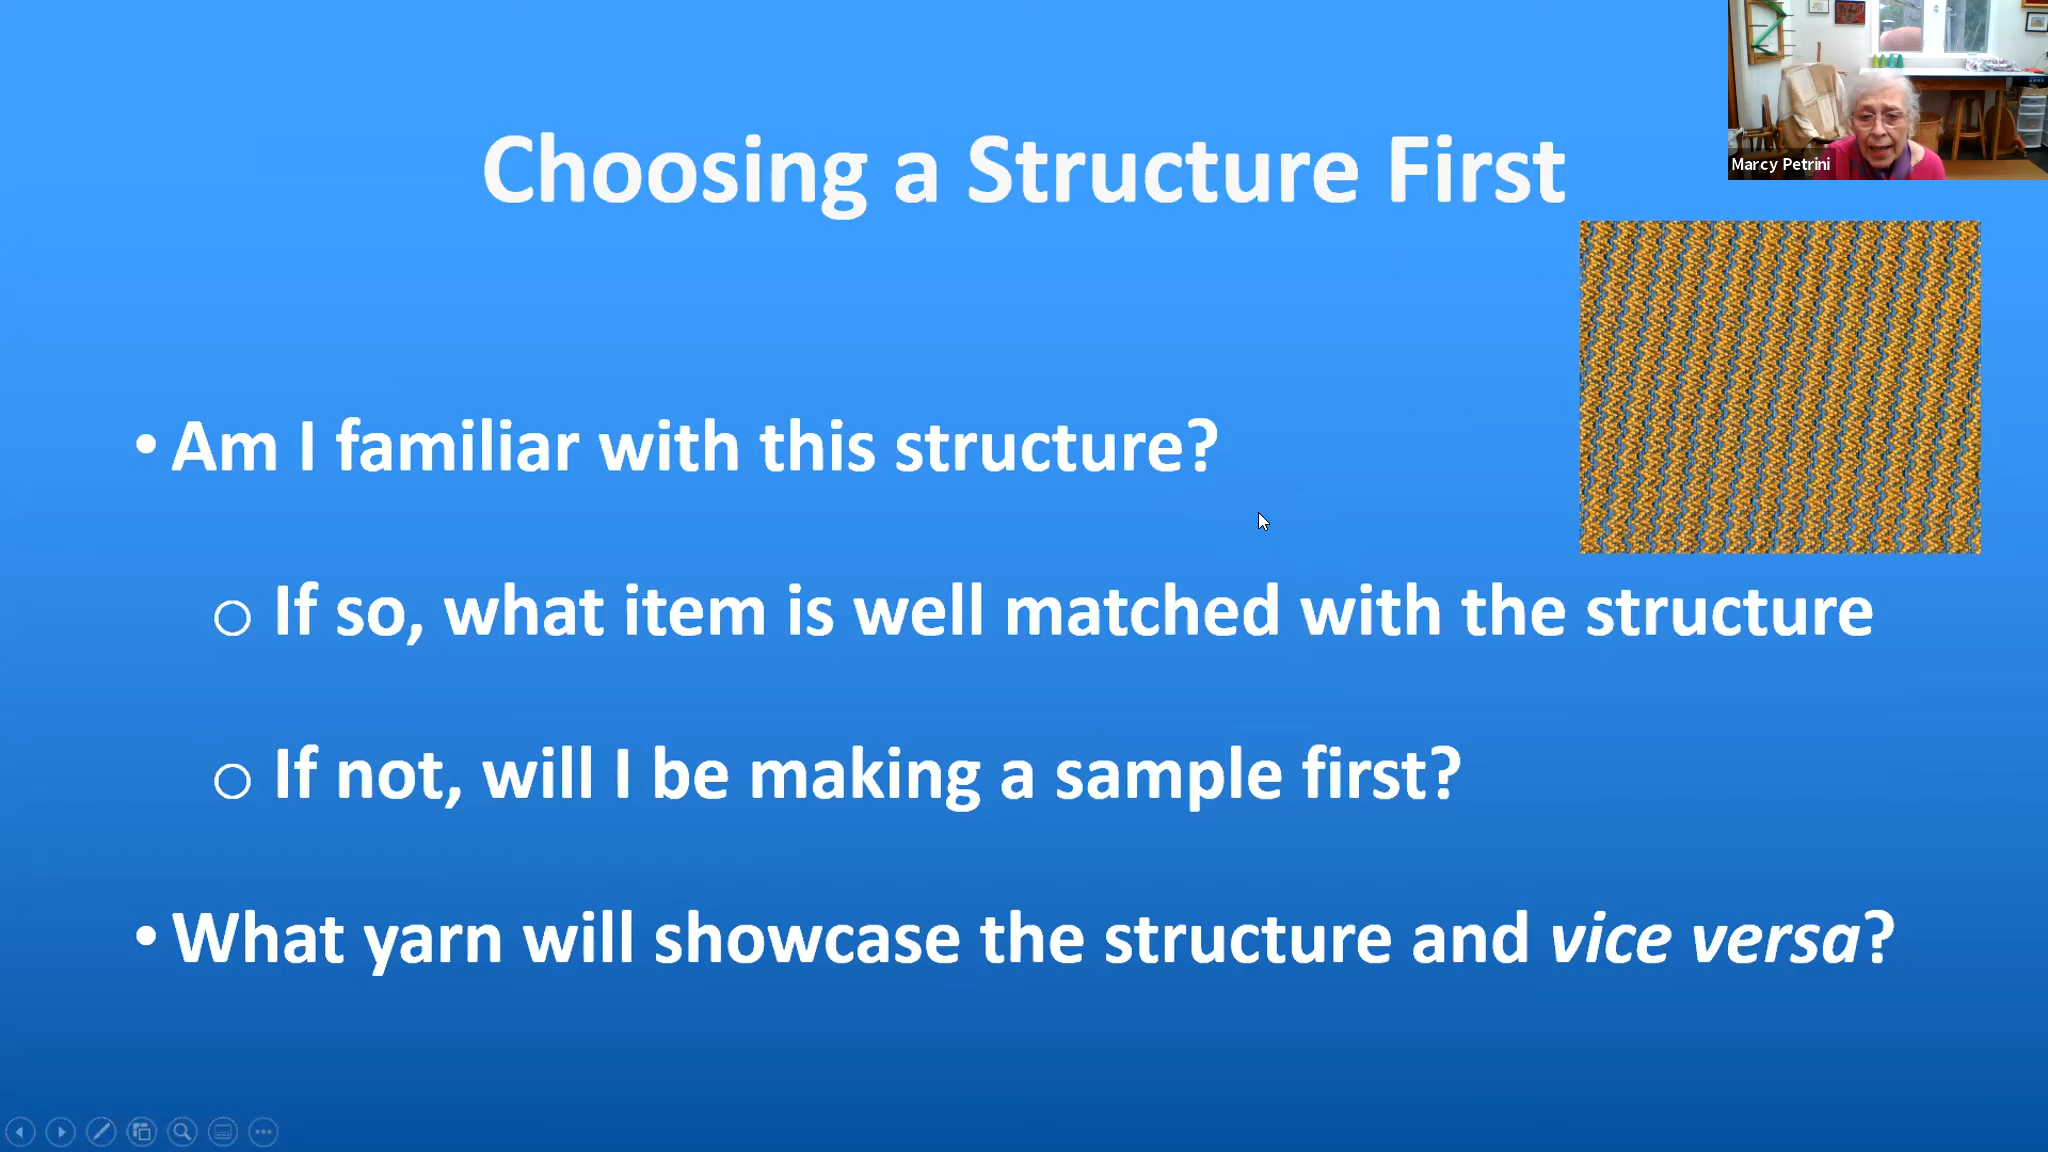 Choosing a Structure First
Marcy Petrini
• Am I familiar with this structure?
o If so, what item is well matched with the structure
o If not, will I be making a sample first?
• What yarn will showcase the structure and vice versa?